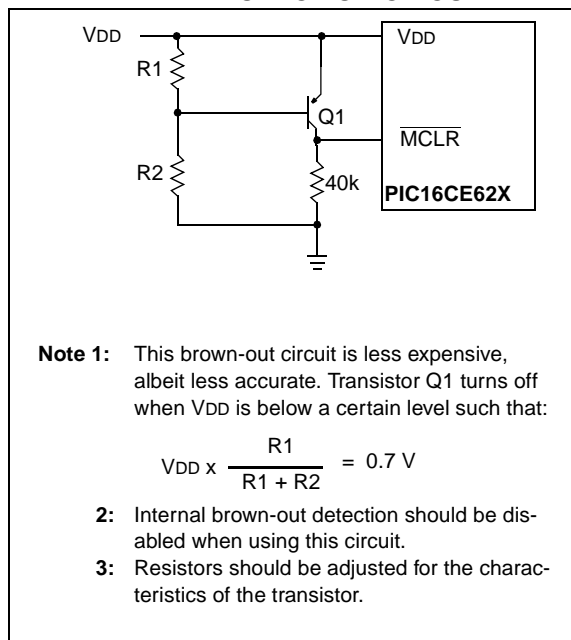 VDD
VDD
R1
Q1
MCLR
R2
40k
PIC16CE62X
Note 1: This brown-out circuit is less expensive,
albeit less accurate. Transistor Q1 turns off
when VDD is below a certain level such that:
VDD x R1 / R1 + R2 = 0.7 V
2: Internal brown-out detection should be dis-
abled when using this circuit.
3: Resistors should be adjusted for the charac-
teristics of the transistor.